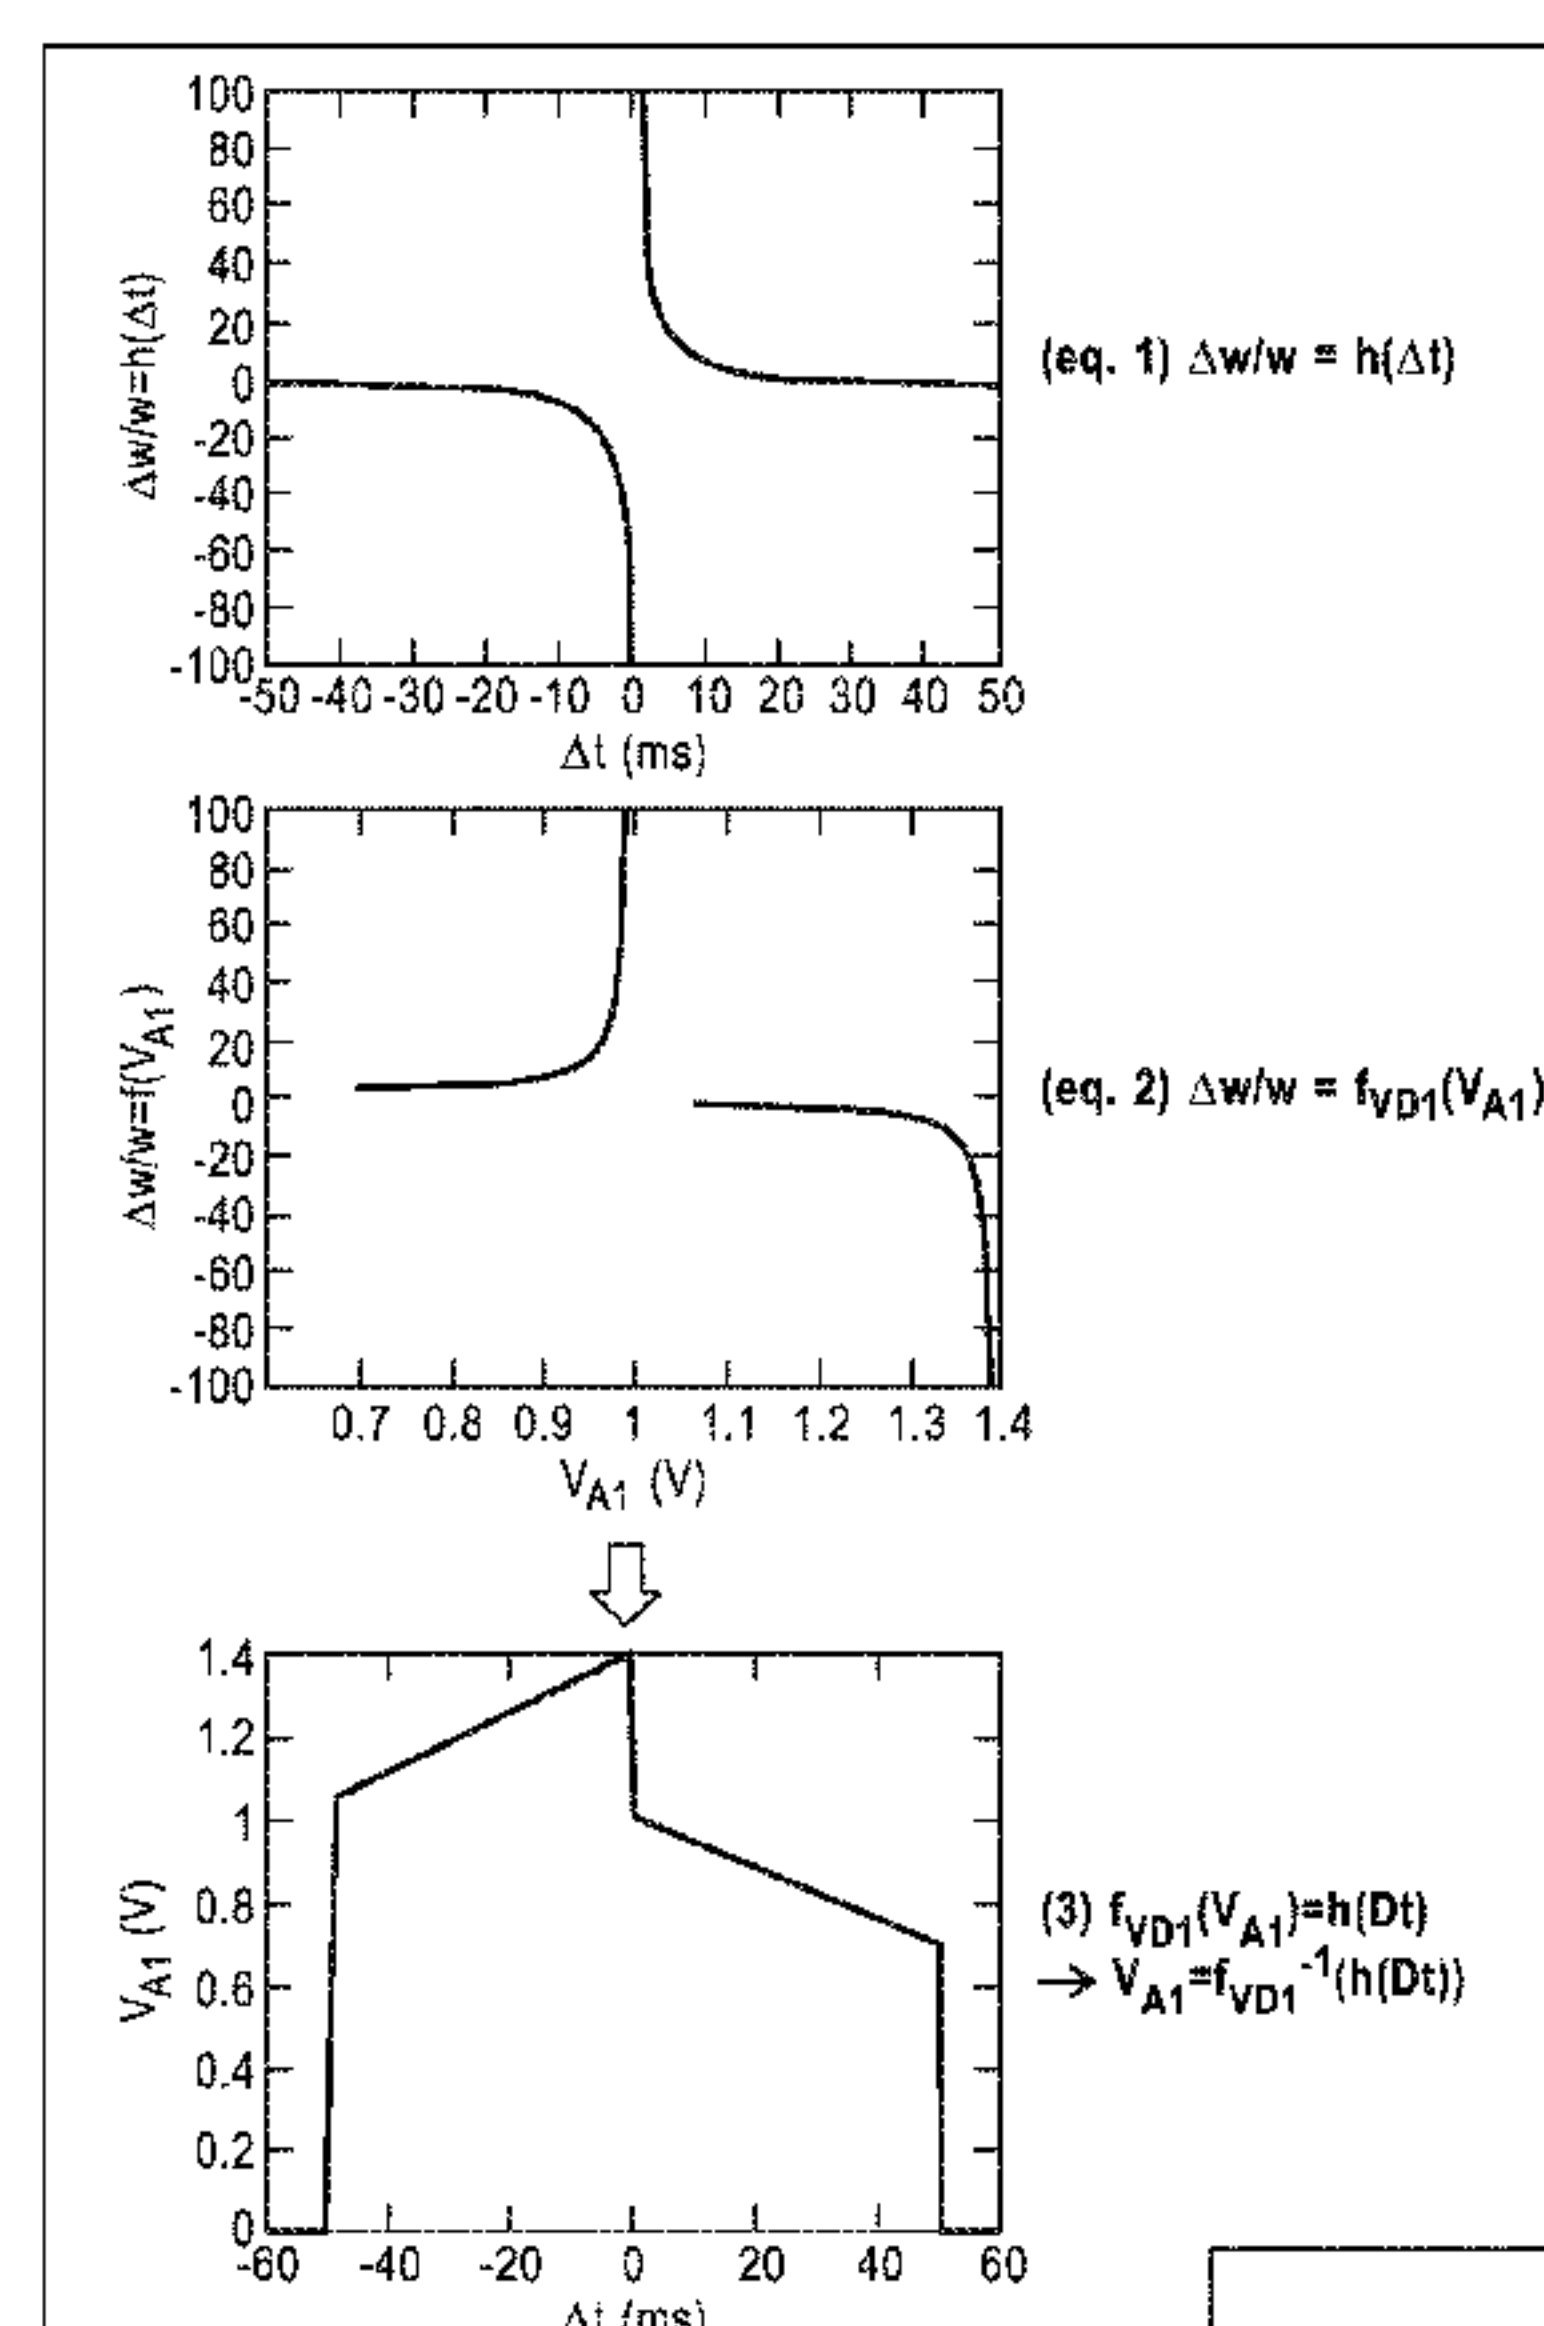 100
80
60
40
20
0
-20
-40
-60
-80
-100
Δw/w=h(Δt)
-50 -40 -30 -20 -10 0 10 20 30 40 50
Δt (ms)
(eq. 1) Δw/w = h(Δt)
100
80
60
40
20
0
-20
-40
-60
-80
-100
Δw/w=f(VA1)
0.7 0.8 0.9 1 1.1 1.2 1.3 1.4
VA1 (V)
(eq. 2) Δw/w = fVD1(VA1)
1.4
1.2
1
0.8
0.6
0.4
0.2
0
VA1 (V)
-60 -40 -20 0 20 40 60
Δt (ms)
(3) fVD1(VA1)=h(Dt)
→ VA1=fVD1-1(h(Dt))